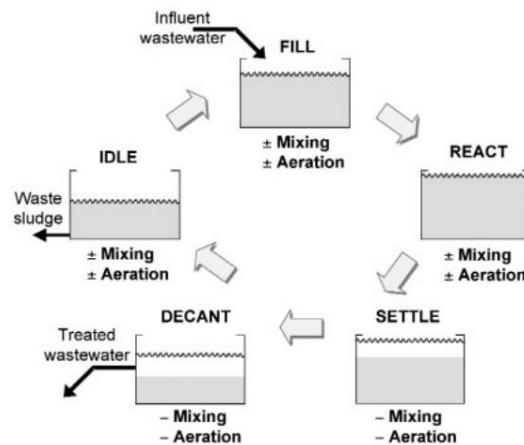 Influent
wastewater
FILL
± Mixing
± Aeration
REACT
± Mixing
± Aeration
SETTLE
– Mixing
– Aeration
DECANT
Treated
wastewater
– Mixing
– Aeration
IDLE
Waste
sludge
± Mixing
± Aeration